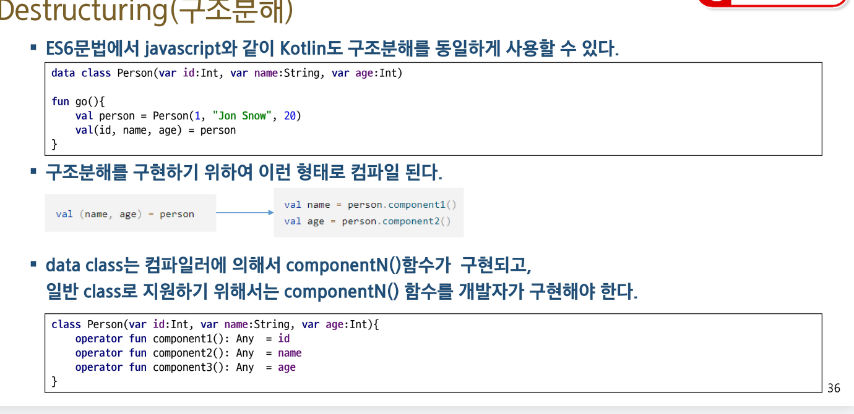 Destructuring(구조분해)
▪ ES6문법에서 javascript와 같이 Kotlin도 구조분해를 동일하게 사용할 수 있다.
data class Person(var id:Int, var name:String, var age:Int)
fun go(){
    val person = Person(1, "Jon Snow", 20)
    val(id, name, age) = person
}
▪ 구조분해를 구현하기 위하여 이런 형태로 컴파일 된다.
val (name, age) = person
val name = person.component1()
val age = person.component2()
▪ data class는 컴파일러에 의해서 componentN()함수가  구현되고,
일반 class로 지원하기 위해서는 componentN() 함수를 개발자가 구현해야 한다.
class Person(var id:Int, var name:String, var age:Int){
    operator fun component1(): Any  = id
    operator fun component2(): Any  = name
    operator fun component3(): Any  = age
}
36